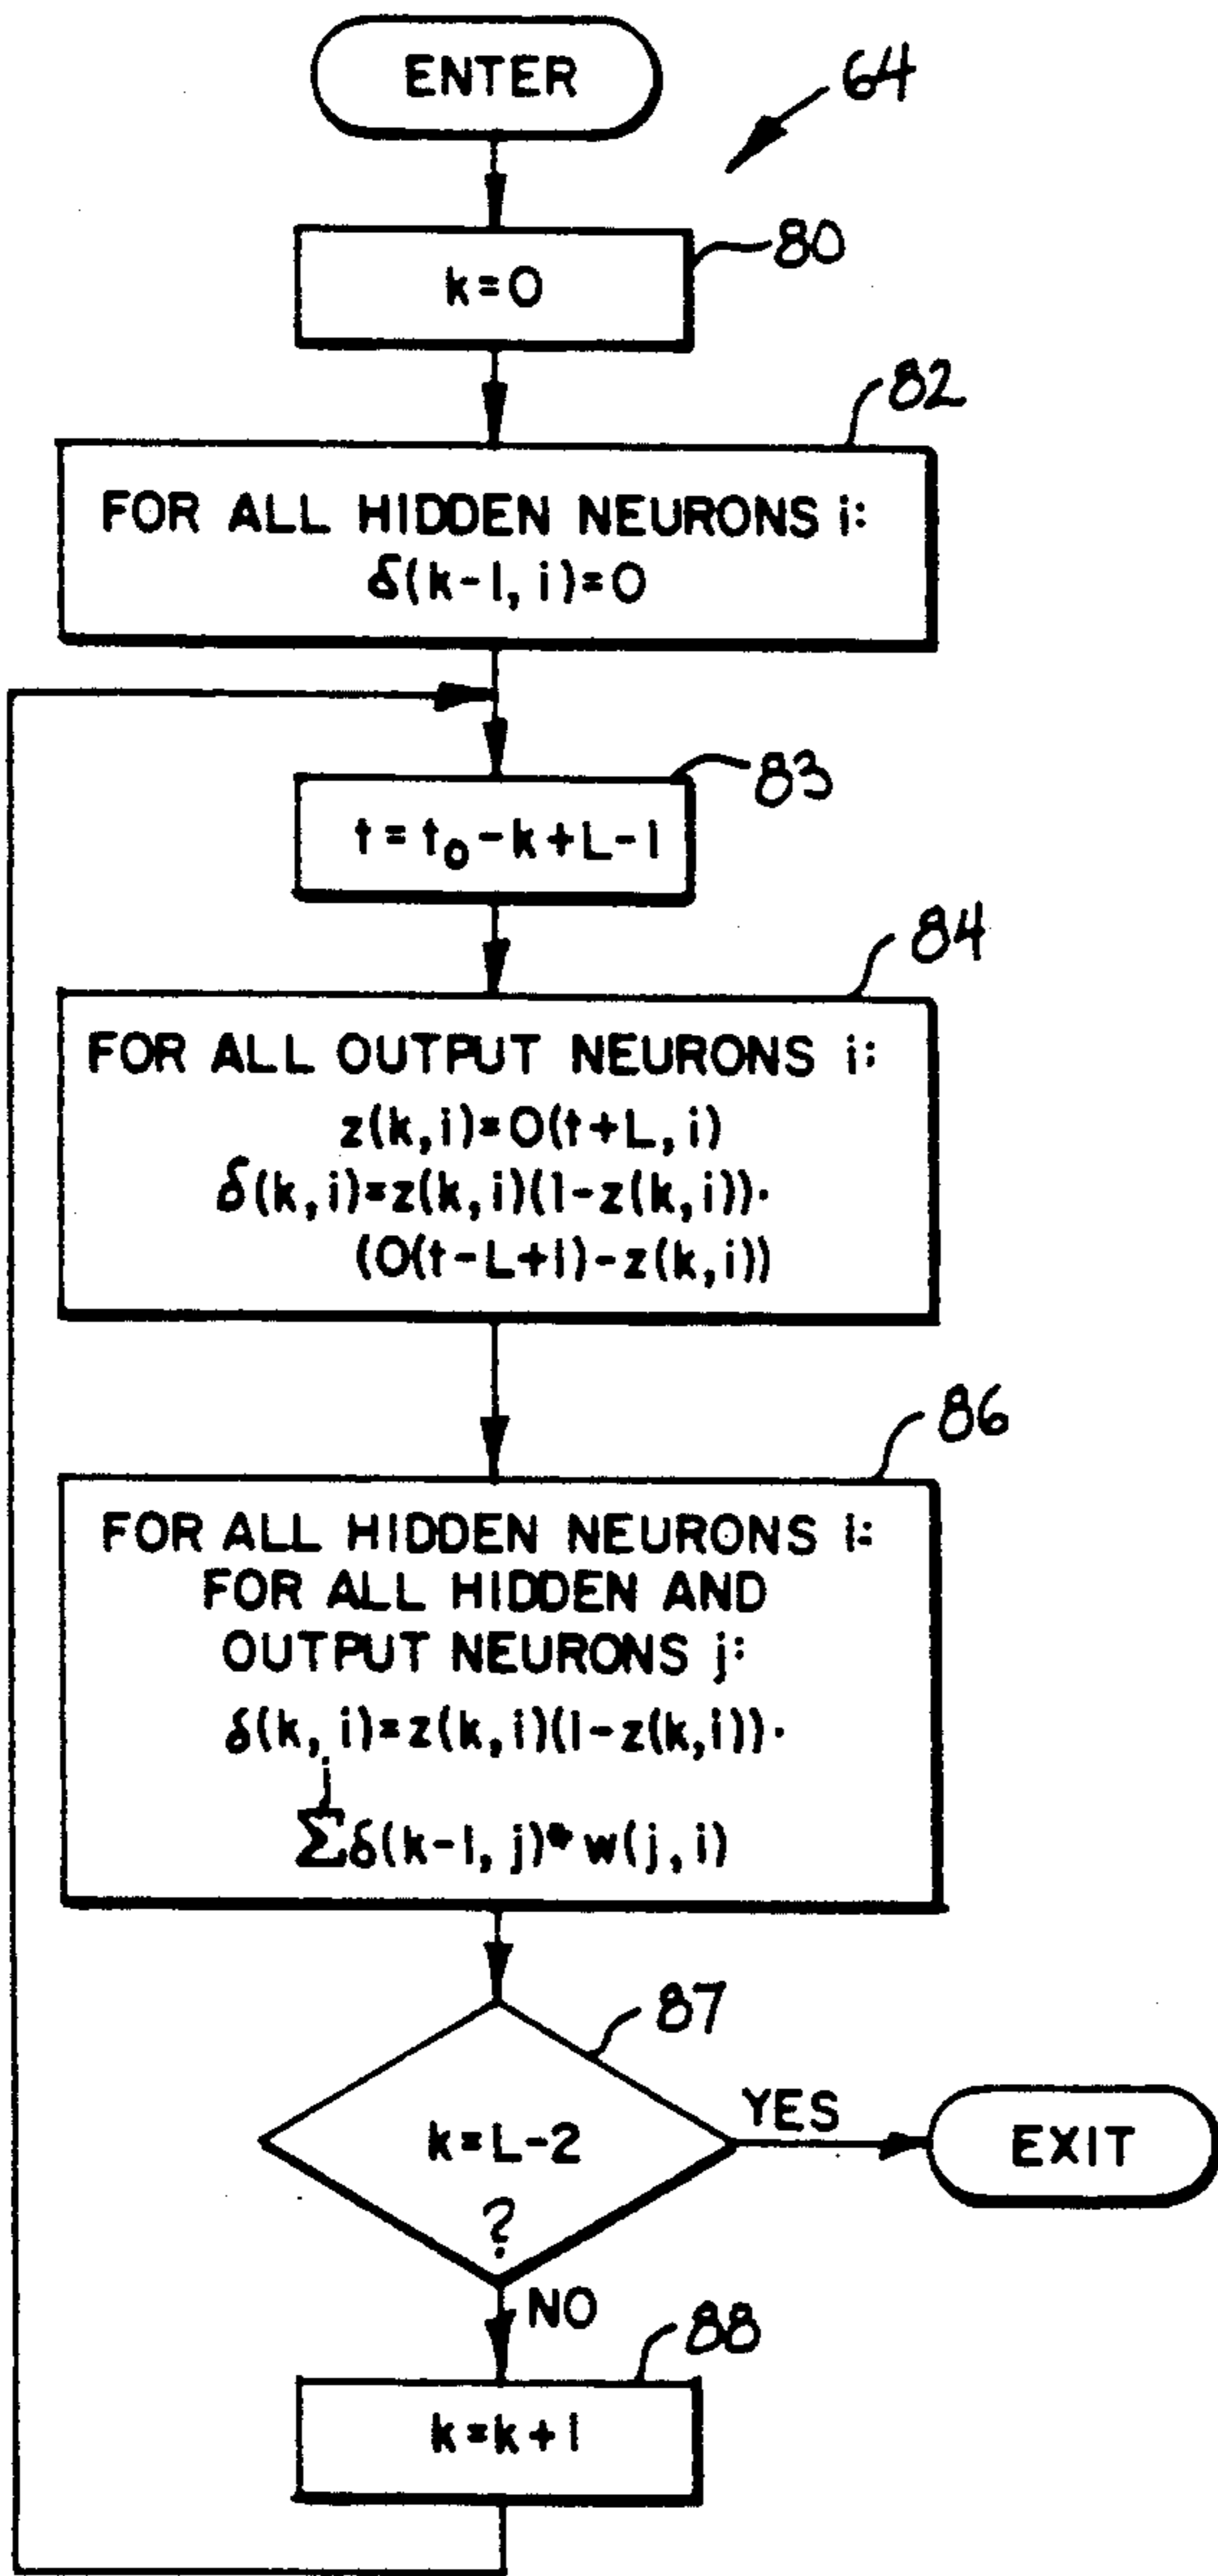 ENTER
64
80
k=0
82
FOR ALL HIDDEN NEURONS i:
δ(k-1, i)=0
83
t = t₀ - k + L - 1
84
FOR ALL OUTPUT NEURONS i:
z(k,i)=O(t+L,i)
δ(k,i)=z(k,i)(1-z(k,i))·
(O(t-L+1)-z(k,i))
86
FOR ALL HIDDEN NEURONS i:
FOR ALL HIDDEN AND
OUTPUT NEURONS j:
δ(k,i)=z(k,i)(1-z(k,i))·
j
Σδ(k-1, j)* w(j,i)
87
k=L-2
?
YES
EXIT
NO
88
k=k+1